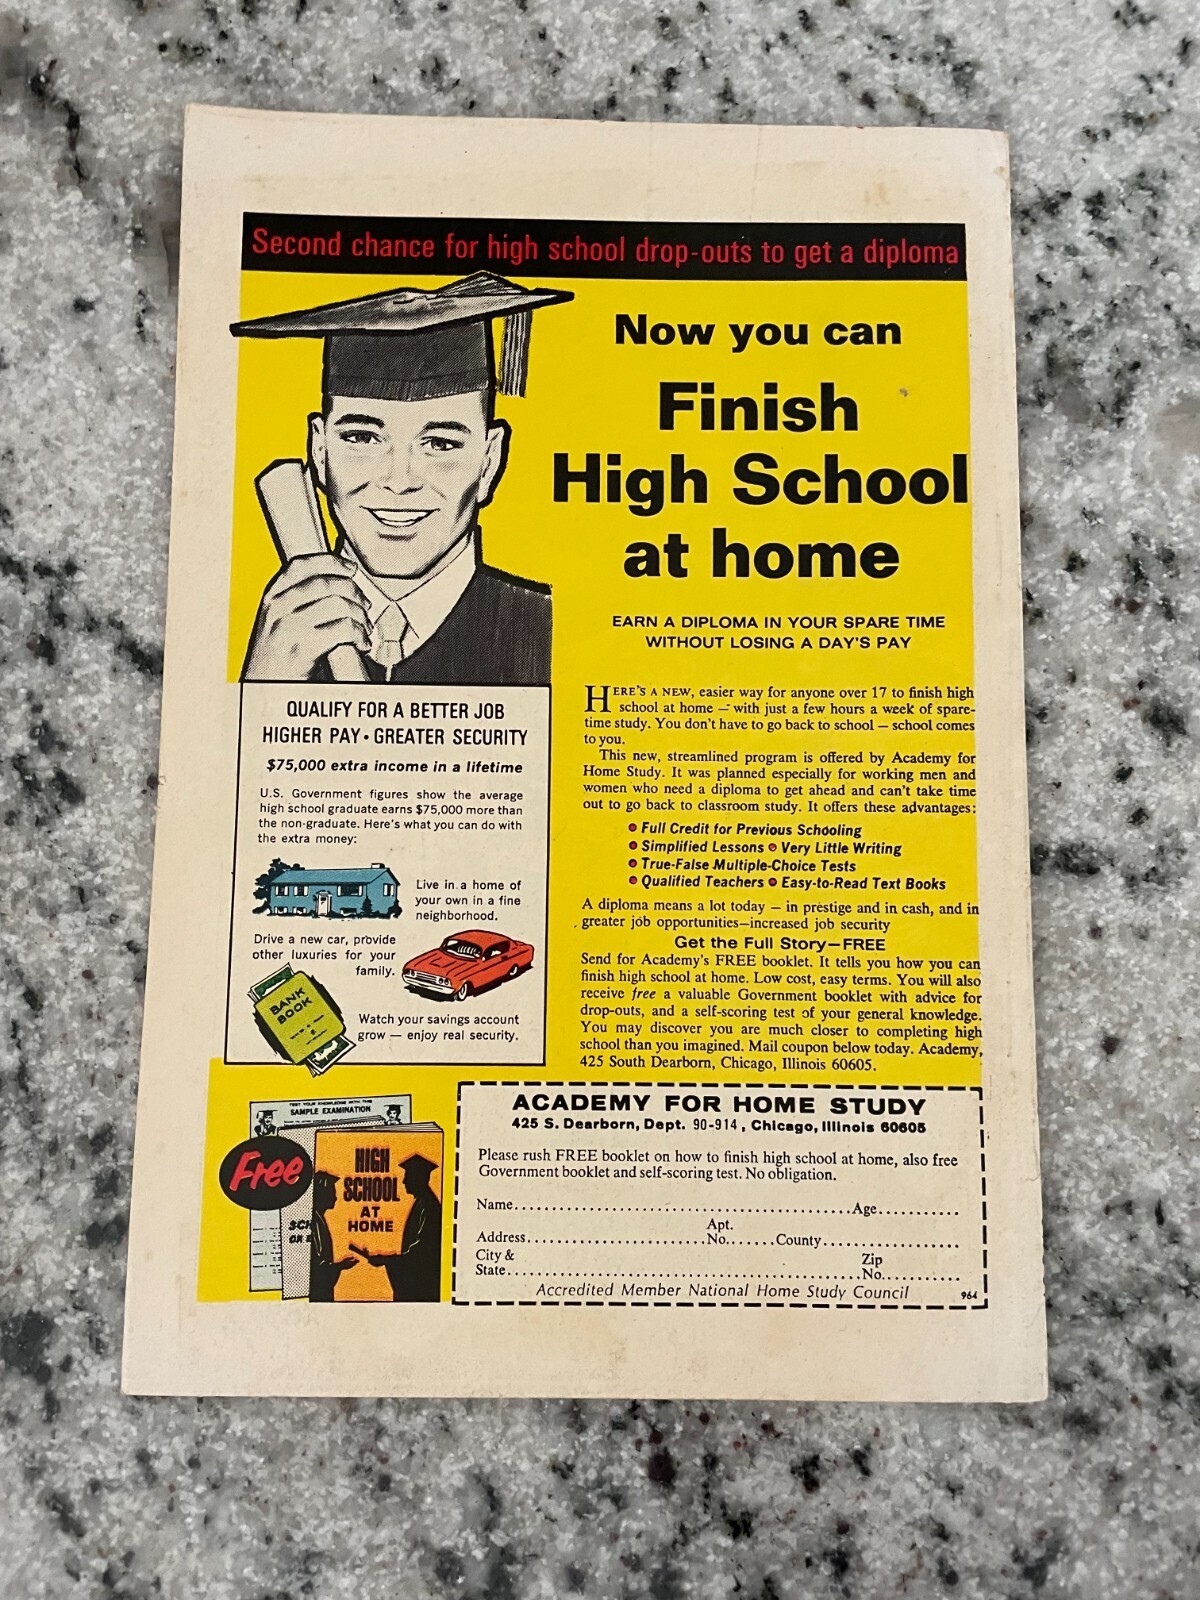 Second chance for high school drop-outs to get a diploma
Now you can
Finish
High School
at home
EARN A DIPLOMA IN YOUR SPARE TIME
WITHOUT LOSING A DAY'S PAY
HERE'S A NEW, easier way for anyone over 17 to finish high
school at home — with just a few hours a week of spare-
time study. You don't have to go back to school — school comes
to you.
This new, streamlined program is offered by Academy for
Home Study. It was planned especially for working men and
women who need a diploma to get ahead and can't take time
out to go back to classroom study. It offers these advantages:
• Full Credit for Previous Schooling
• Simplified Lessons • Very Little Writing
• True-False Multiple-Choice Tests
• Qualified Teachers • Easy-to-Read Text Books
A diploma means a lot today — in prestige and in cash, and in
greater job opportunities—increased job security
Get the Full Story—FREE
Send for Academy's FREE booklet. It tells you how you can
finish high school at home. Low cost, easy terms. You will also
receive free a valuable Government booklet with advice for
drop-outs, and a self-scoring test of your general knowledge.
You may discover you are much closer to completing high
school than you imagined. Mail coupon below today. Academy,
425 South Dearborn, Chicago, Illinois 60605.
QUALIFY FOR A BETTER JOB
HIGHER PAY • GREATER SECURITY
$75,000 extra income in a lifetime
U.S. Government figures show the average
high school graduate earns $75,000 more than
the non-graduate. Here's what you can do with
the extra money:
Live in a home of
your own in a fine
neighborhood.
Drive a new car, provide
other luxuries for your
family.
BANK
BOOK
Watch your savings account
grow — enjoy real security.
TEST YOUR KNOWLEDGE WITH THIS
SAMPLE EXAMINATION
Free
HIGH
SCHOOL
AT
HOME
ACADEMY FOR HOME STUDY
425 S. Dearborn, Dept. 90-914, Chicago, Illinois 60605
Please rush FREE booklet on how to finish high school at home, also free
Government booklet and self-scoring test. No obligation.
Name........................................................Age............
Apt.
Address..............................No.......County.......................
City &
Zip
State..........................................................No............
Accredited Member National Home Study Council
964